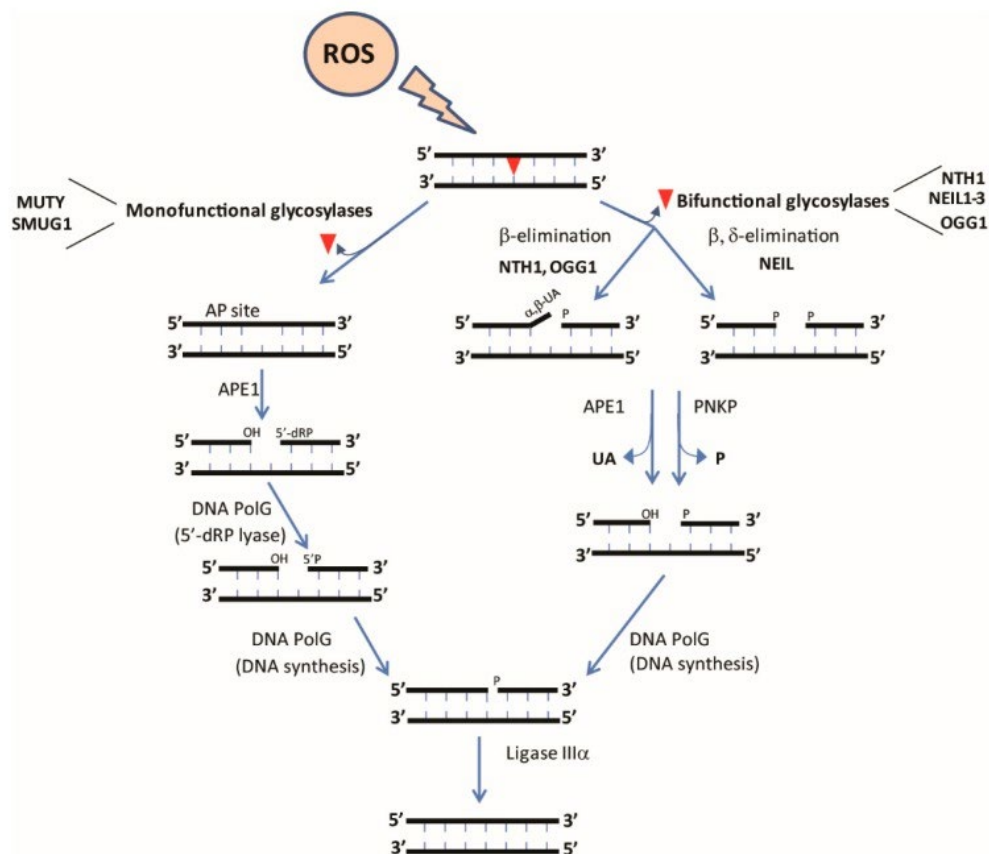 ROS
5’ 3’
3’ 5’
MUTY
SMUG1
Monofunctional glycosylases
Bifunctional glycosylases
NTH1
NEIL1-3
OGG1
β-elimination
NTH1, OGG1
β, δ-elimination
NEIL
AP site
5’ 3’
3’ 5’
α,β-UA P
5’ 3’
3’ 5’
P P
5’ 3’
3’ 5’
APE1
OH 5’-dRP
5’ 3’
3’ 5’
APE1 PNKP
UA P
DNA PolG
(5’-dRP lyase)
OH P
5’ 3’
3’ 5’
OH 5’P
5’ 3’
3’ 5’
DNA PolG
(DNA synthesis)
DNA PolG
(DNA synthesis)
P
5’ 3’
3’ 5’
Ligase IIIα
5’ 3’
3’ 5’